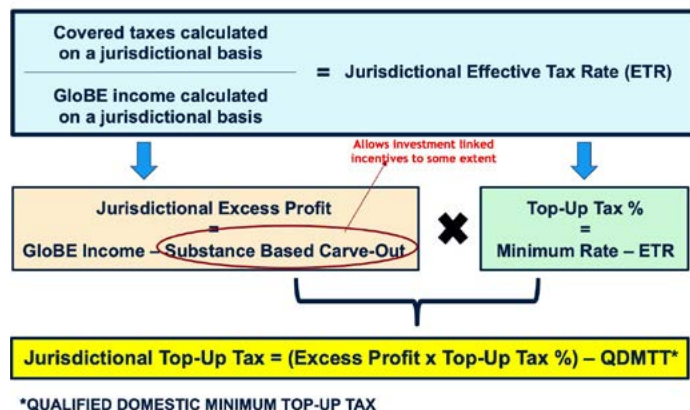 Covered taxes calculated
on a jurisdictional basis
= Jurisdictional Effective Tax Rate (ETR)
GloBE income calculated
on a jurisdictional basis
Allows investment linked
incentives to some extent
Jurisdictional Excess Profit
=
GloBE Income – Substance Based Carve-Out
Top-Up Tax %
=
Minimum Rate – ETR
Jurisdictional Top-Up Tax = (Excess Profit x Top-Up Tax %) – QDMTT*
*QUALIFIED DOMESTIC MINIMUM TOP-UP TAX